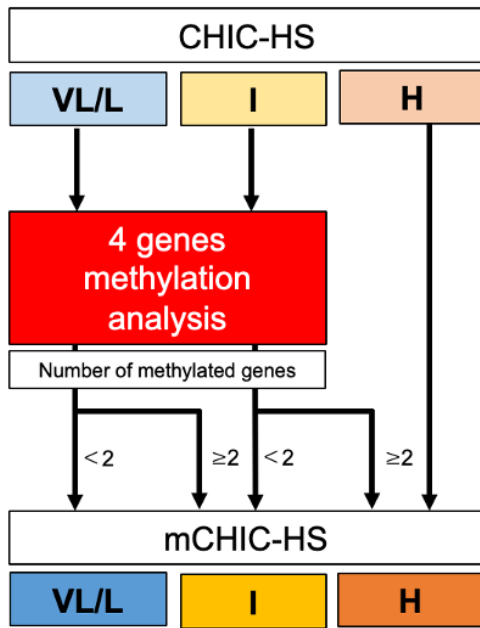 CHIC-HS
VL/L I H
4 genes
methylation
analysis
Number of methylated genes
<2 ≥2 <2 ≥2
mCHIC-HS
VL/L I H